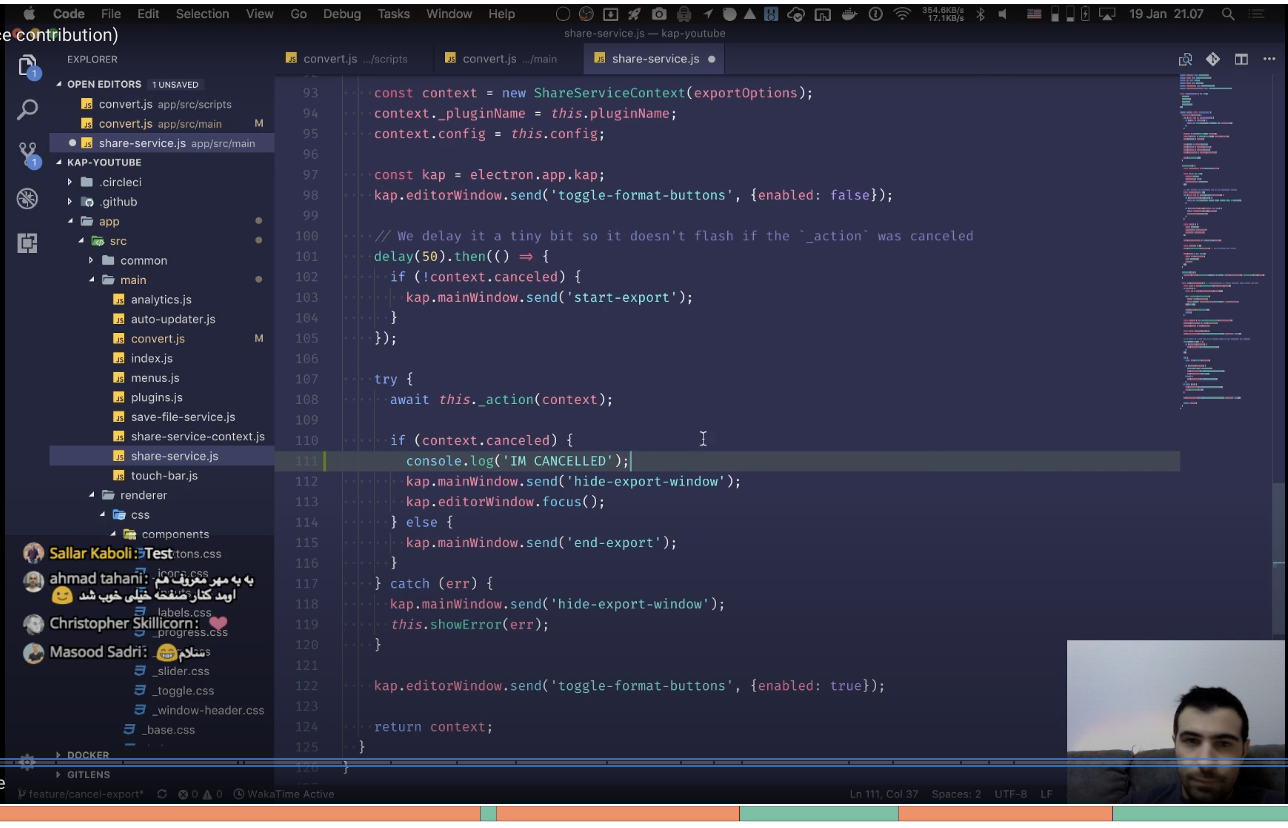 Code File Edit Selection View Go Debug Tasks Window Help 354.6KB/s 17.1KB/s 19 Jan 21.07
e contribution)
share-service.js — kap-youtube
EXPLORER
convert.js .../scripts
convert.js .../main
share-service.js
OPEN EDITORS 1 UNSAVED
convert.js app/src/scripts
convert.js app/src/main M
share-service.js app/src/main
KAP-YOUTUBE
.circleci
.github
app
src
common
main
analytics.js
auto-updater.js
convert.js M
index.js
menus.js
plugins.js
save-file-service.js
share-service-context.js
share-service.js
touch-bar.js
renderer
css
components
_icons.css
_labels.css
_progress.css
_slider.css
_toggle.css
_window-header.css
_base.css
DOCKER
GITLENS
93 const context = new ShareServiceContext(exportOptions);
94 context._pluginName = this.pluginName;
95 context.config = this.config;
96
97 const kap = electron.app.kap;
98 kap.editorWindow.send('toggle-format-buttons', {enabled: false});
99
100 // We delay it a tiny bit so it doesn't flash if the `_action` was canceled
101 delay(50).then(() => {
102 if (!context.canceled) {
103 kap.mainWindow.send('start-export');
104 }
105 });
106
107 try {
108 await this._action(context);
109
110 if (context.canceled) {
111 console.log('IM CANCELLED');
112 kap.mainWindow.send('hide-export-window');
113 kap.editorWindow.focus();
114 } else {
115 kap.mainWindow.send('end-export');
116 }
117 } catch (err) {
118 kap.mainWindow.send('hide-export-window');
119 this.showError(err);
120 }
121
122 kap.editorWindow.send('toggle-format-buttons', {enabled: true});
123
124 return context;
125 }
126 }
Sallar Kaboli: Test
ahmad tahani: به به مهر معروف هم
اومد کنار صفحه خیلی خوب شد 😉
Christopher Skillicorn: ❤
Masood Sadri: سلام😁
feature/cancel-export* 0 0 WakaTime Active Ln 111, Col 37 Spaces: 2 UTF-8 LF